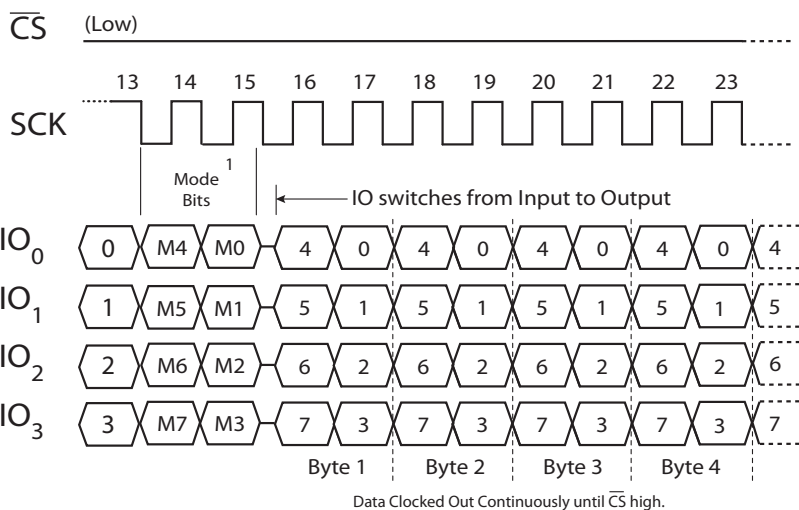 CS (Low)
13 14 15 16 17 18 19 20 21 22 23
SCK
Mode 1
Bits
IO switches from Input to Output
IO0 0 M4 M0 4 0 4 0 4 0 4 0 4
IO1 1 M5 M1 5 1 5 1 5 1 5 1 5
IO2 2 M6 M2 6 2 6 2 6 2 6 2 6
IO3 3 M7 M3 7 3 7 3 7 3 7 3 7
Byte 1 Byte 2 Byte 3 Byte 4
Data Clocked Out Continuously until CS high.